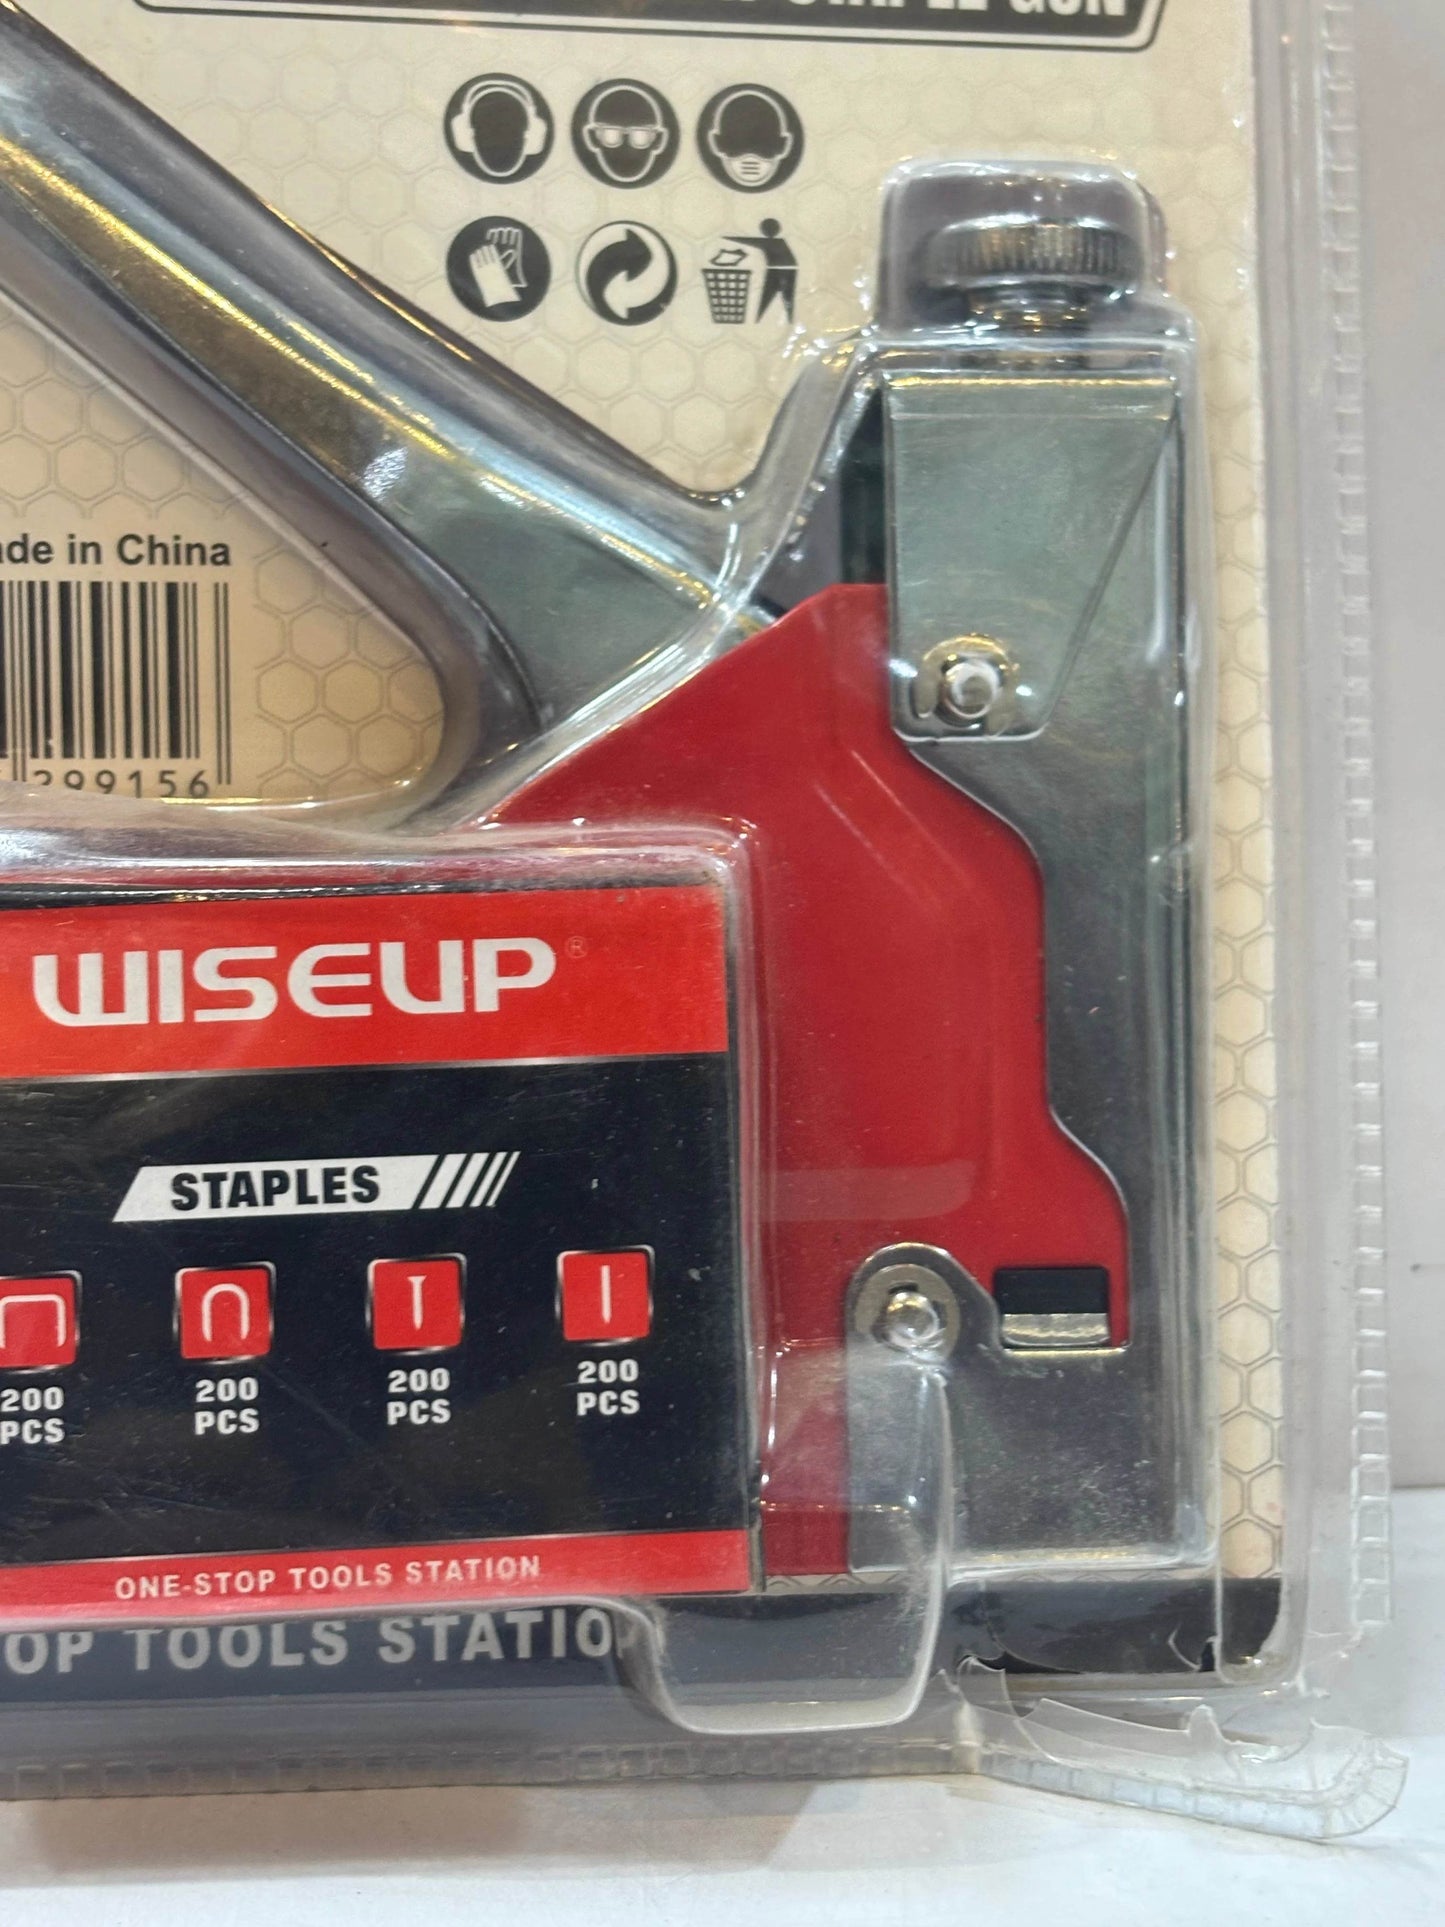 GUN
ade in China
299156
WISEUP®
STAPLES
200
PCS
200
PCS
200
PCS
200
PCS
ONE-STOP TOOLS STATION
OP TOOLS STATIO